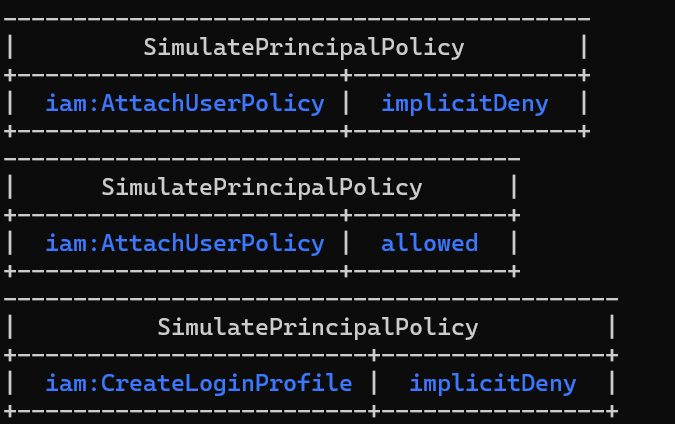 ------------------------------------------
|         SimulatePrincipalPolicy        |
+-----------------------+----------------+
|  iam:AttachUserPolicy |  implicitDeny  |
+-----------------------+----------------+
-------------------------------------
|      SimulatePrincipalPolicy      |
+-----------------------+-----------+
|  iam:AttachUserPolicy |  allowed  |
+-----------------------+-----------+
--------------------------------------------
|          SimulatePrincipalPolicy         |
+-------------------------+----------------+
|  iam:CreateLoginProfile |  implicitDeny  |
+-------------------------+----------------+